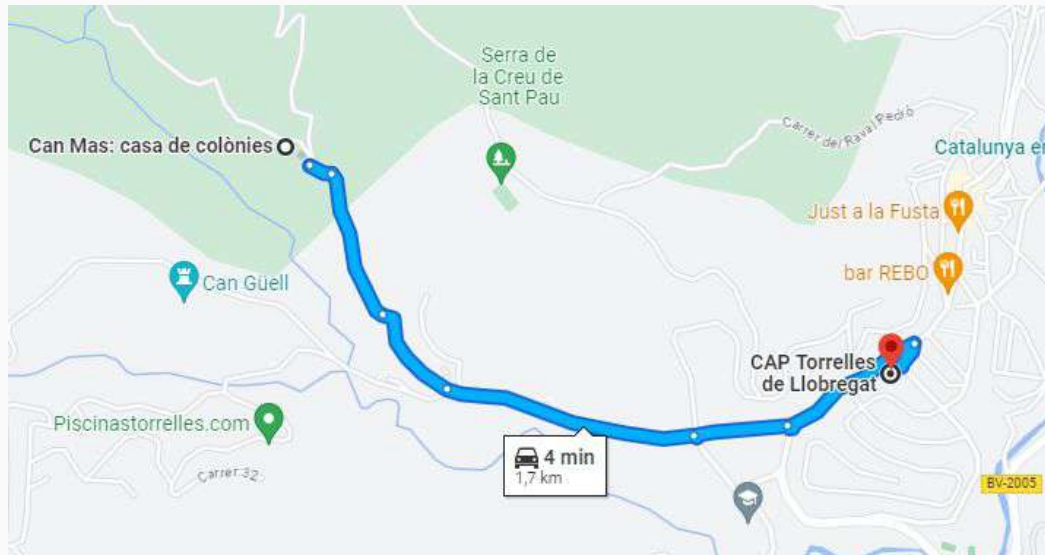 Serra de
la Creu de
Sant Pau
Carrer del Raval Pedró
Can Mas: casa de colònies
Catalunya en
Just a la Fusta
Can Güell
bar REBO
CAP Torrelles
de Llobregat
Piscinastorrelles.com
4 min
1,7 km
Carrer 32
BV-2005